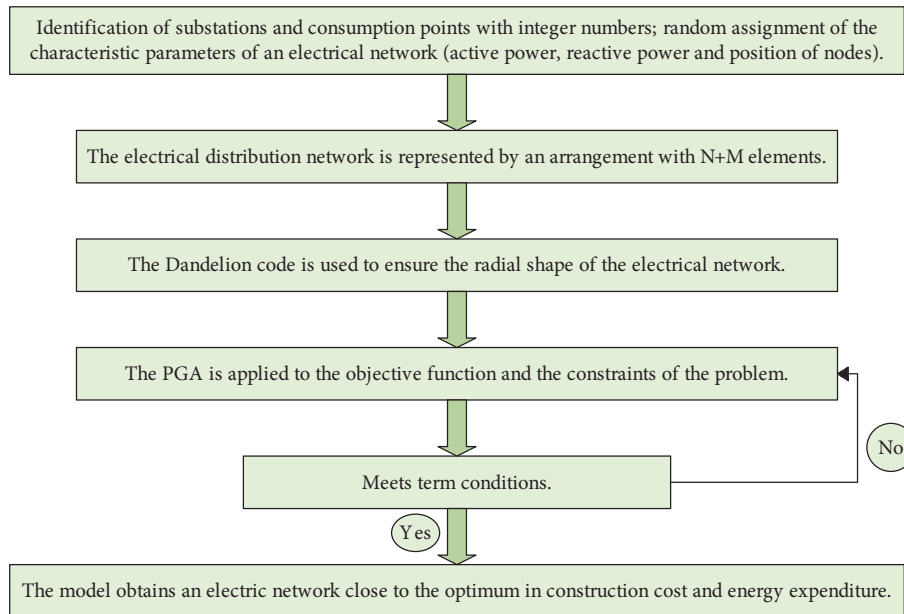 Identification of substations and consumption points with integer numbers; random assignment of the
characteristic parameters of an electrical network (active power, reactive power and position of nodes).
The electrical distribution network is represented by an arrangement with N+M elements.
The Dandelion code is used to ensure the radial shape of the electrical network.
The PGA is applied to the objective function and the constraints of the problem.
No
Meets term conditions.
Yes
The model obtains an electric network close to the optimum in construction cost and energy expenditure.